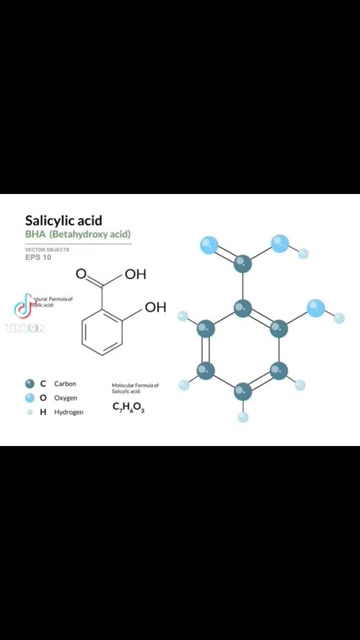 Salicylic acid
BHA (Betahydroxy acid)
VECTOR OBJECTS
EPS 10
O
OH
OH
Formula of
acid:
TikTok
C Carbon
O Oxygen
H Hydrogen
Molecular Formula of
Salicylic acid:
C₇H₆O₃